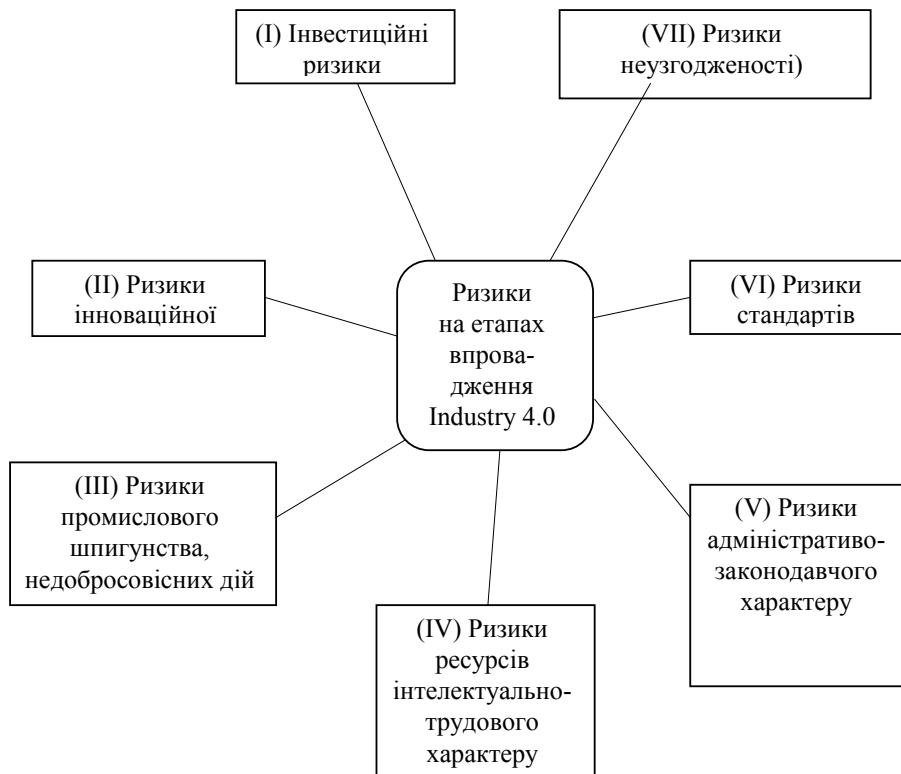 (I) Інвестиційні
ризики
(VII) Ризики
неузгодженості)
(II) Ризики
інноваційної
Ризики
на етапах
впрова-
дження
Industry 4.0
(VI) Ризики
стандартів
(III) Ризики
промислового
шпигунства,
недобросовісних дій
(V) Ризики
адміністративо-
законодавчого
характеру
(IV) Ризики
ресурсів
інтелектуально-
трудового
характеру